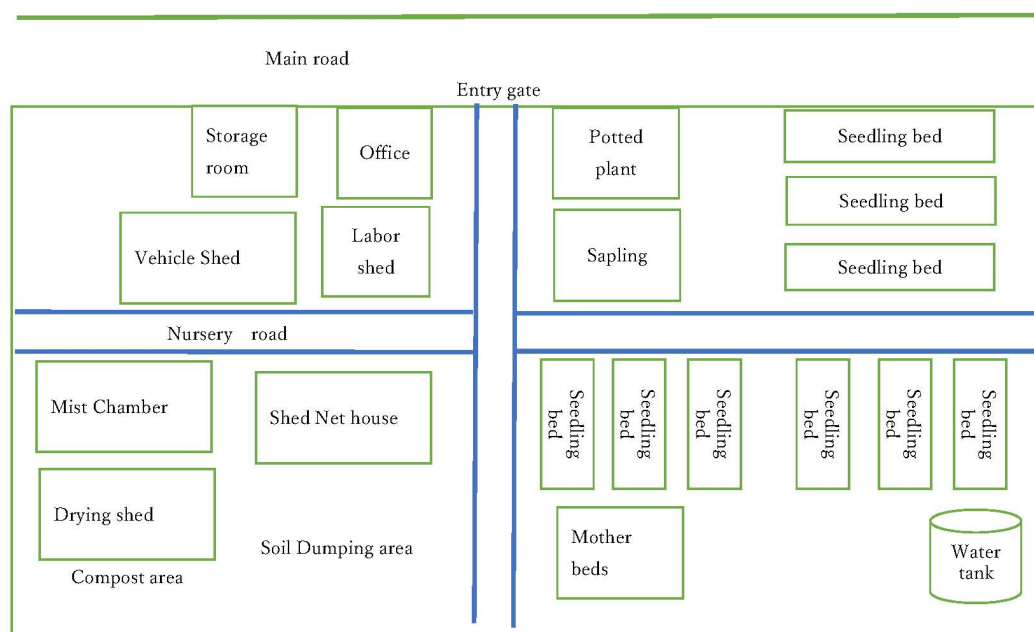 Main road
Entry gate
Storage
room
Office
Potted
plant
Seedling bed
Vehicle Shed
Labor
shed
Sapling
Seedling bed
Seedling bed
Nursery road
Mist Chamber
Shed Net house
Seedling
bed
Seedling
bed
Seedling
bed
Seedling
bed
Seedling
bed
Seedling
bed
Drying shed
Soil Dumping area
Compost area
Mother
beds
Water
tank